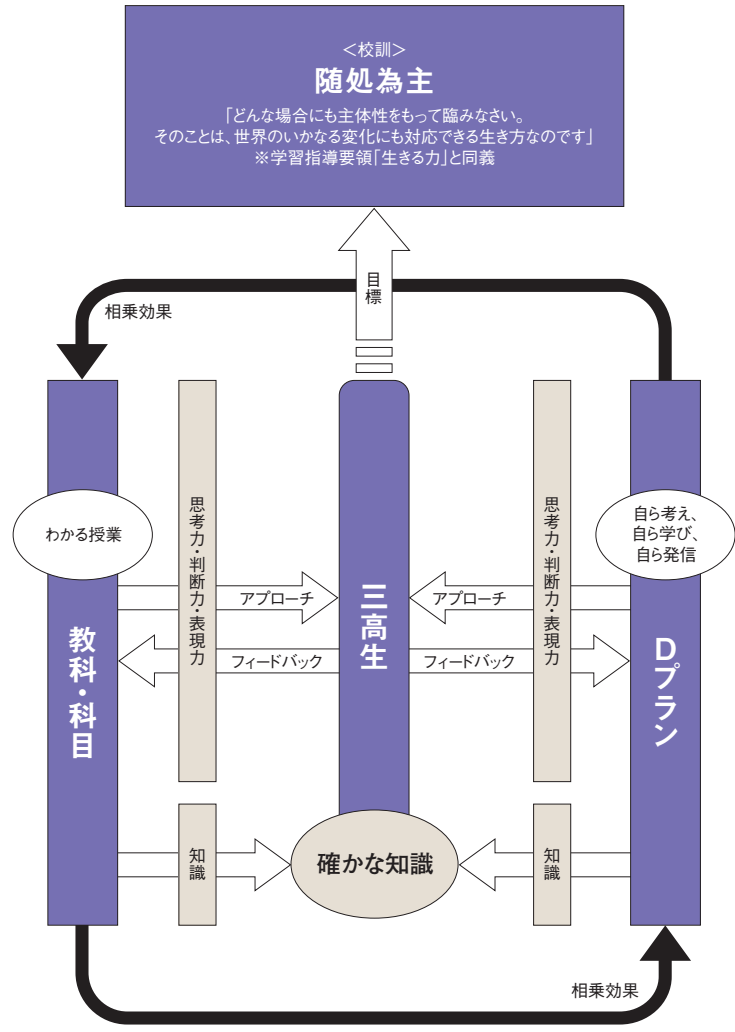 <校訓>
随処為主
「どんな場合にも主体性をもって臨みなさい。
そのことは、世界のいかなる変化にも対応できる生き方なのです」
※学習指導要領「生きる力」と同義
目標
相乗効果
わかる授業
教科・科目
思考力・判断力・表現力
アプローチ
フィードバック
三高生
アプローチ
フィードバック
思考力・判断力・表現力
自ら考え、
自ら学び、
自ら発信
Dプラン
知識
確かな知識
知識
相乗効果